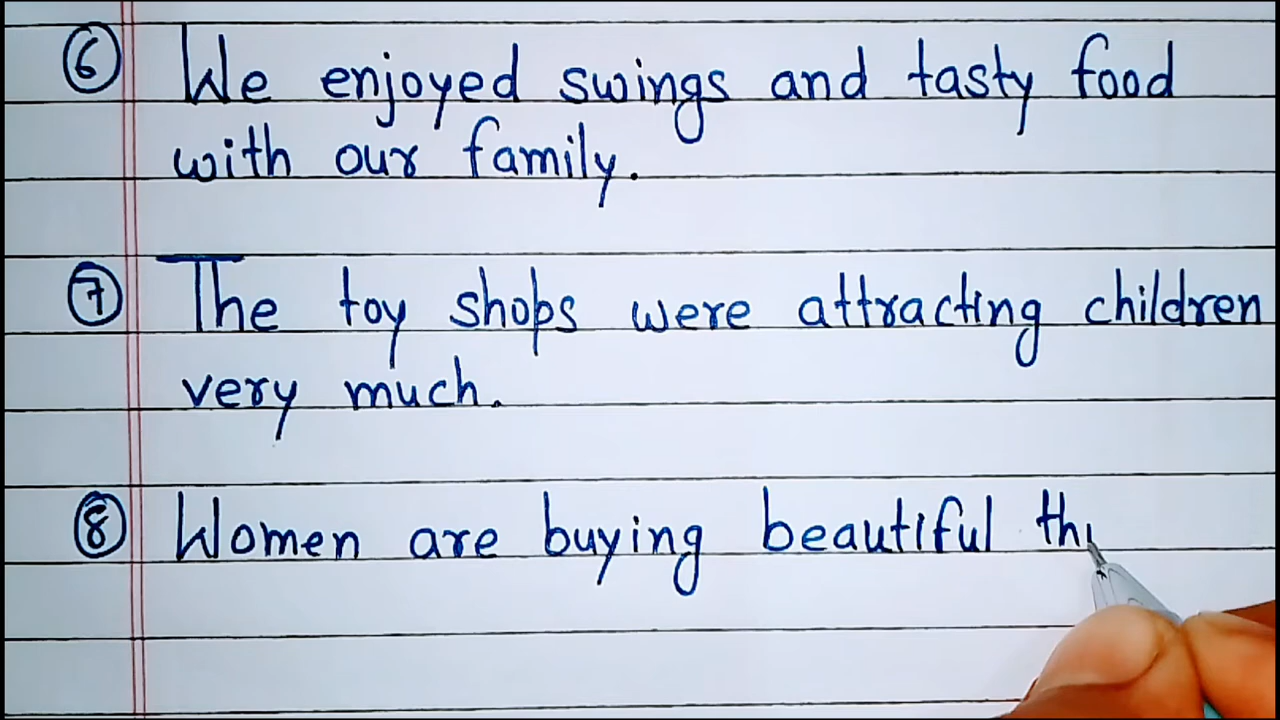 ⑥ We enjoyed swings and tasty food
with our family.
⑦ The toy shops were attracting children
very much.
⑧ Women are buying beautiful